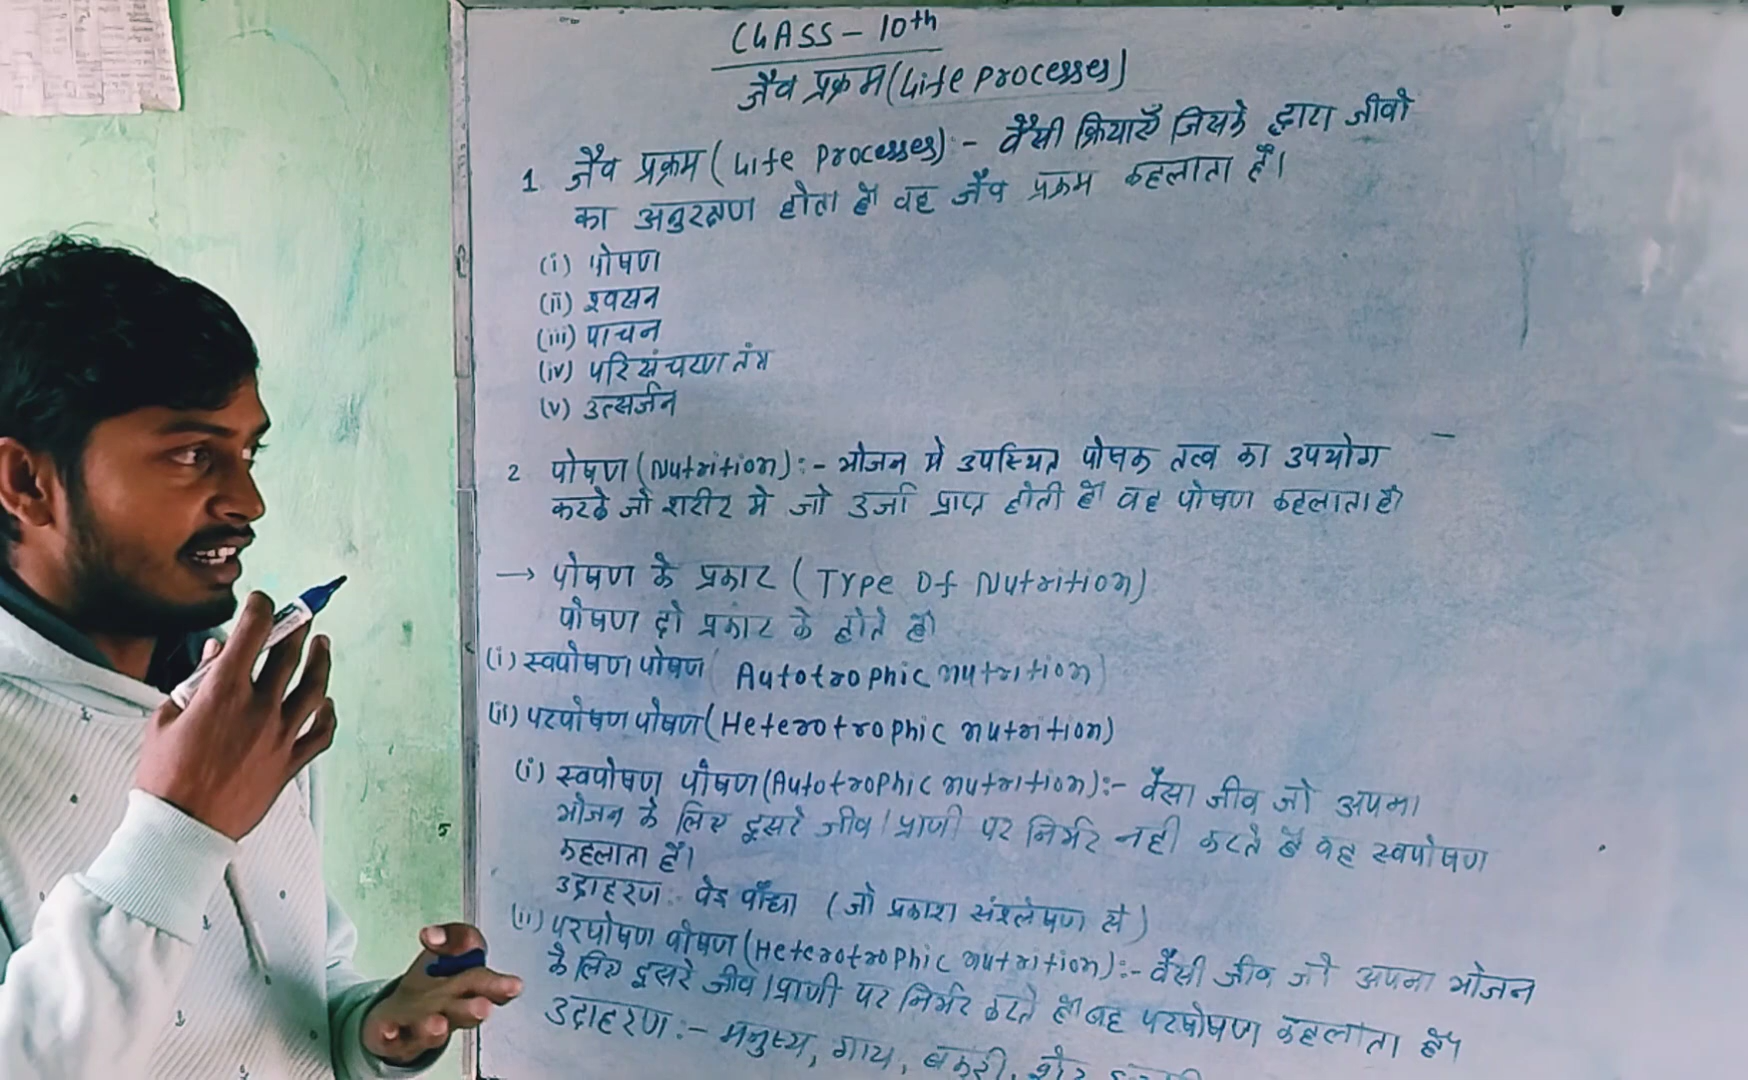 CLASS - 10th
जैव प्रक्रम (Life Processes)
1 जैव प्रक्रम (Life Processes) :- वैसी क्रियाएँ जिसके द्वारा जीवो
का अनुरक्षण होता है वह जैव प्रक्रम कहलाता है।
(i) पोषण
(ii) श्वसन
(iii) पाचन
(iv) परिसंचरण तंत्र
(v) उत्सर्जन
2 पोषण (Nutrition) :- भोजन मे उपस्थित पोषक तत्व का उपयोग
करके जो शरीर मे जो उर्जा प्राप्त होती है वह पोषण कहलाता है
→ पोषण के प्रकार (Type Of Nutrition)
पोषण दो प्रकार के होते है
(i) स्वपोषण पोषण (Autotrophic nutrition)
(ii) परपोषण पोषण (Heterotrophic nutrition)
(i) स्वपोषण पोषण (Autotrophic nutrition) :- वैसा जीव जो अपना
भोजन के लिए दूसरे जीव / प्राणी पर निर्भर नही करते है वह स्वपोषण
कहलाता है।
उदाहरण :- पेड़ पौधा (जो प्रकाश संश्लेषण से)
(ii) परपोषण पोषण (Heterotrophic nutrition) :- वैसी जीव जो अपना भोजन
के लिए दूसरे जीव / प्राणी पर निर्भर करते है वह परपोषण कहलाता है।
उदाहरण :- मनुष्य, गाय, बकरी, शेर